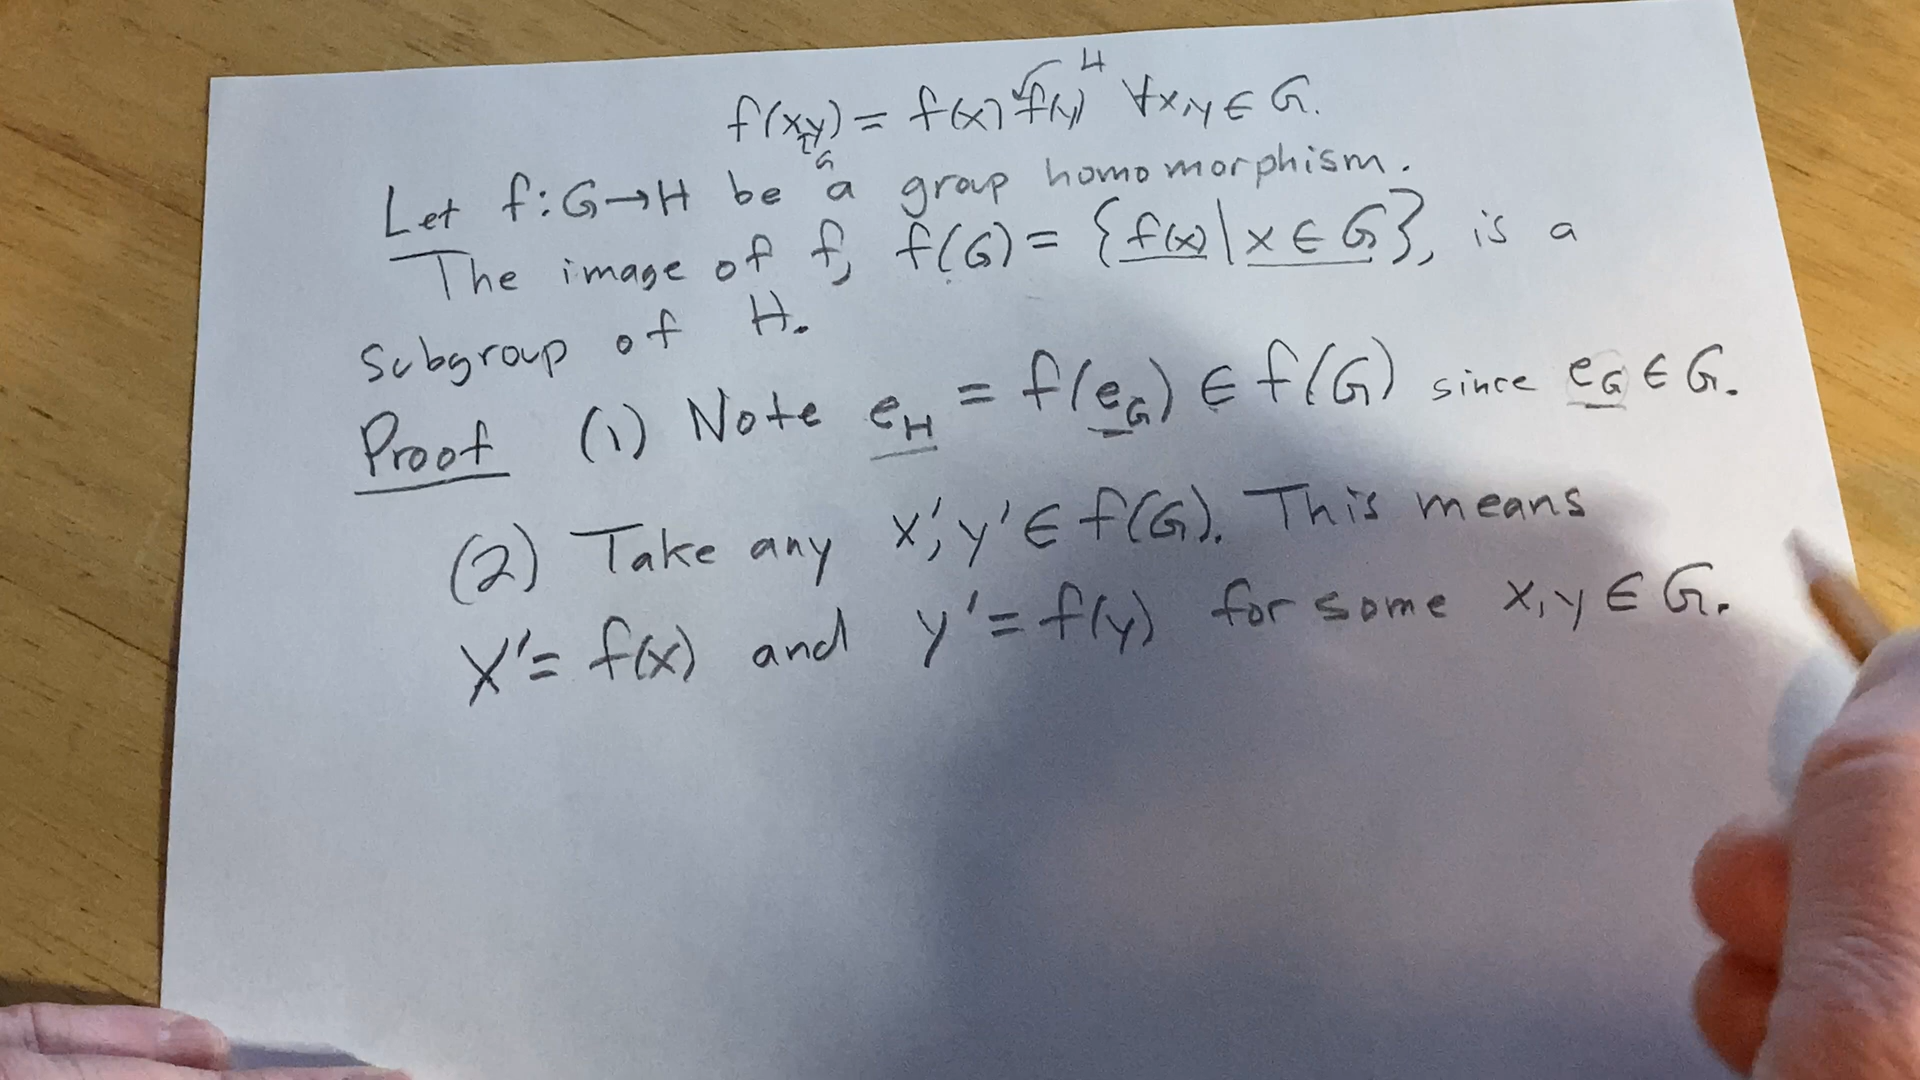 f(xy) = f(x) f(y) ∀x,y ∈ G.
H
G
Let f: G→H be a group homomorphism.
The image of f, f(G) = {f(x) | x ∈ G}, is a
subgroup of H.
Proof (1) Note e_H = f(e_G) ∈ f(G) since e_G ∈ G.
(2) Take any x', y' ∈ f(G). This means
x' = f(x) and y' = f(y) for some x, y ∈ G.